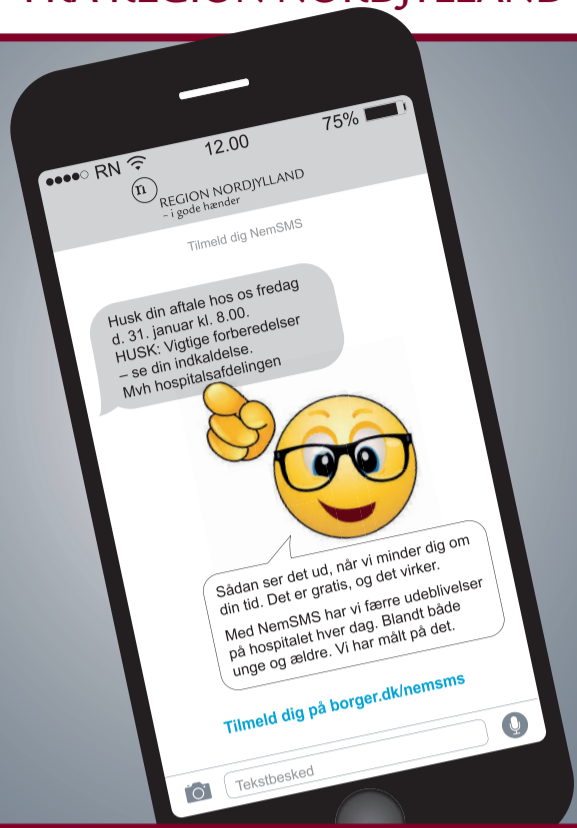 FRA REGION NORDJYLLAND
RN
12.00
75%
n
REGION NORDJYLLAND
– i gode hænder
Tilmeld dig NemSMS
Husk din aftale hos os fredag
d. 31. januar kl. 8.00.
HUSK: Vigtige forberedelser
– se din indkaldelse.
Mvh hospitalsafdelingen
Sådan ser det ud, når vi minder dig om
din tid. Det er gratis, og det virker.
Med NemSMS har vi færre udeblivelser
på hospitalet hver dag. Blandt både
unge og ældre. Vi har målt på det.
Tilmeld dig på borger.dk/nemsms
Tekstbesked